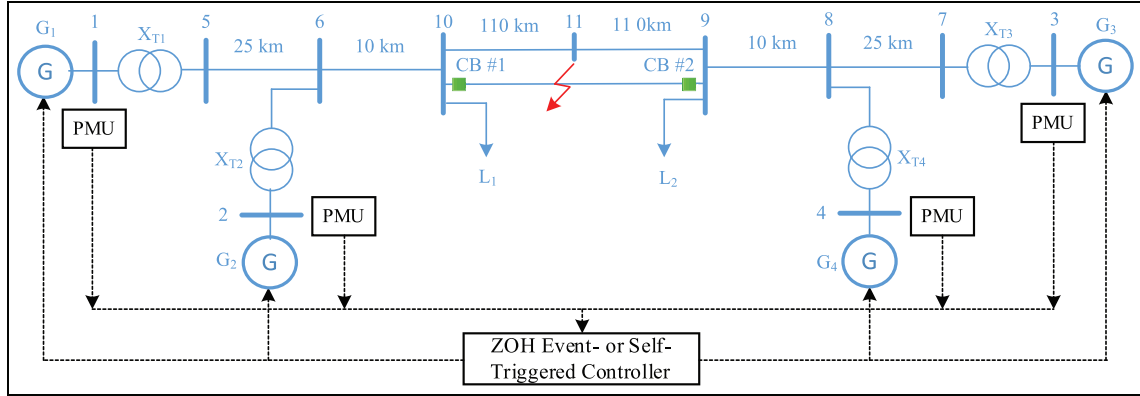 G1 1 XT1 5 25 km 6 10 km 10 110 km 11 11 0km 9 10 km 8 25 km 7 XT3 3 G3
G
CB #1 CB #2
G
PMU
PMU
XT2
L1
L2
XT4
2
PMU
4
PMU
G2 G
G4 G
ZOH Event- or Self-
Triggered Controller